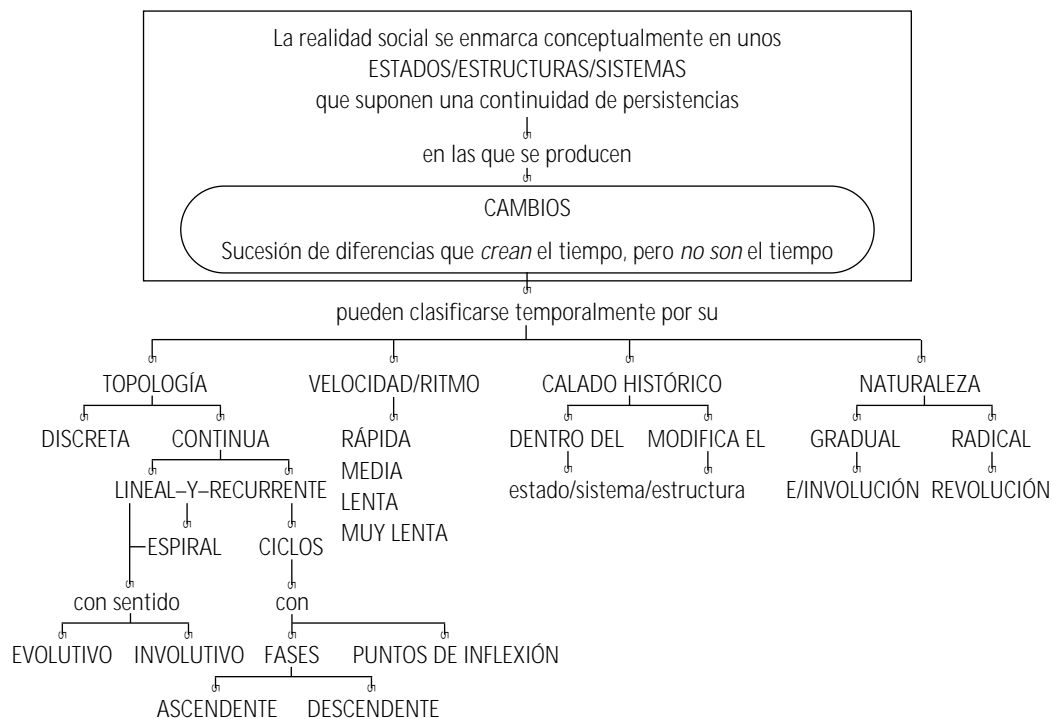 La realidad social se enmarca conceptualmente en unos
ESTADOS/ESTRUCTURAS/SISTEMAS
que suponen una continuidad de persistencias
en las que se producen
CAMBIOS
Sucesión de diferencias que crean el tiempo, pero no son el tiempo
pueden clasificarse temporalmente por su
TOPOLOGÍA VELOCIDAD/RITMO CALADO HISTÓRICO NATURALEZA
DISCRETA CONTINUA RÁPIDA DENTRO DEL MODIFICA EL GRADUAL RADICAL
MEDIA
LINEAL–Y–RECURRENTE LENTA estado/sistema/estructura E/INVOLUCIÓN REVOLUCIÓN
MUY LENTA
ESPIRAL CICLOS
con sentido con
EVOLUTIVO INVOLUTIVO FASES PUNTOS DE INFLEXIÓN
ASCENDENTE DESCENDENTE